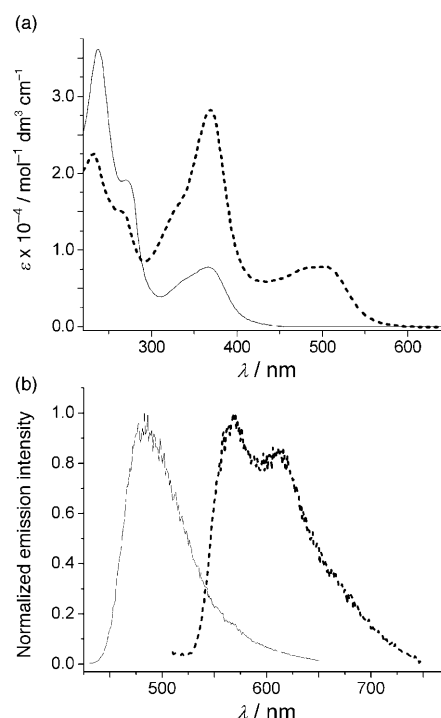 (a)
ε x 10⁻⁴ / mol⁻¹ dm³ cm⁻¹
3.0
2.0
1.0
0.0
300
400
500
600
λ / nm
(b)
Normalized emission intensity
1.0
0.8
0.6
0.4
0.2
0.0
500
600
700
λ / nm